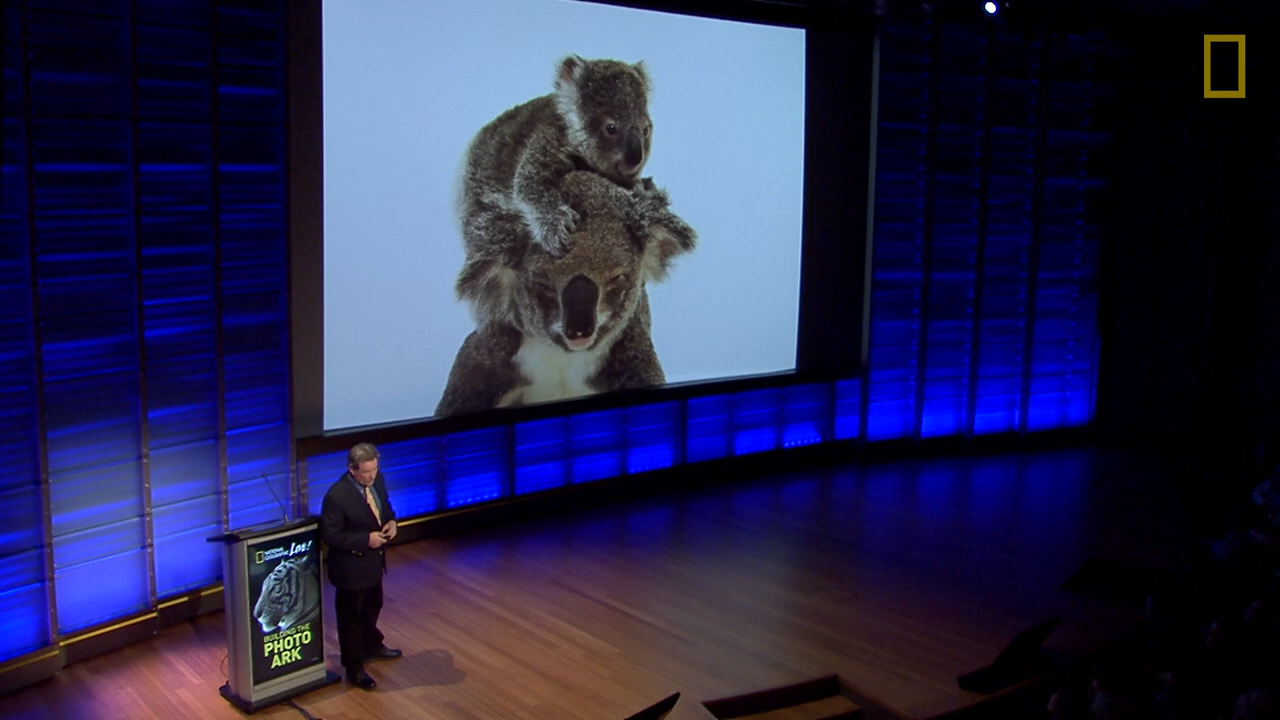 NATIONAL
GEOGRAPHIC Live!
BUILDING THE
PHOTO
ARK